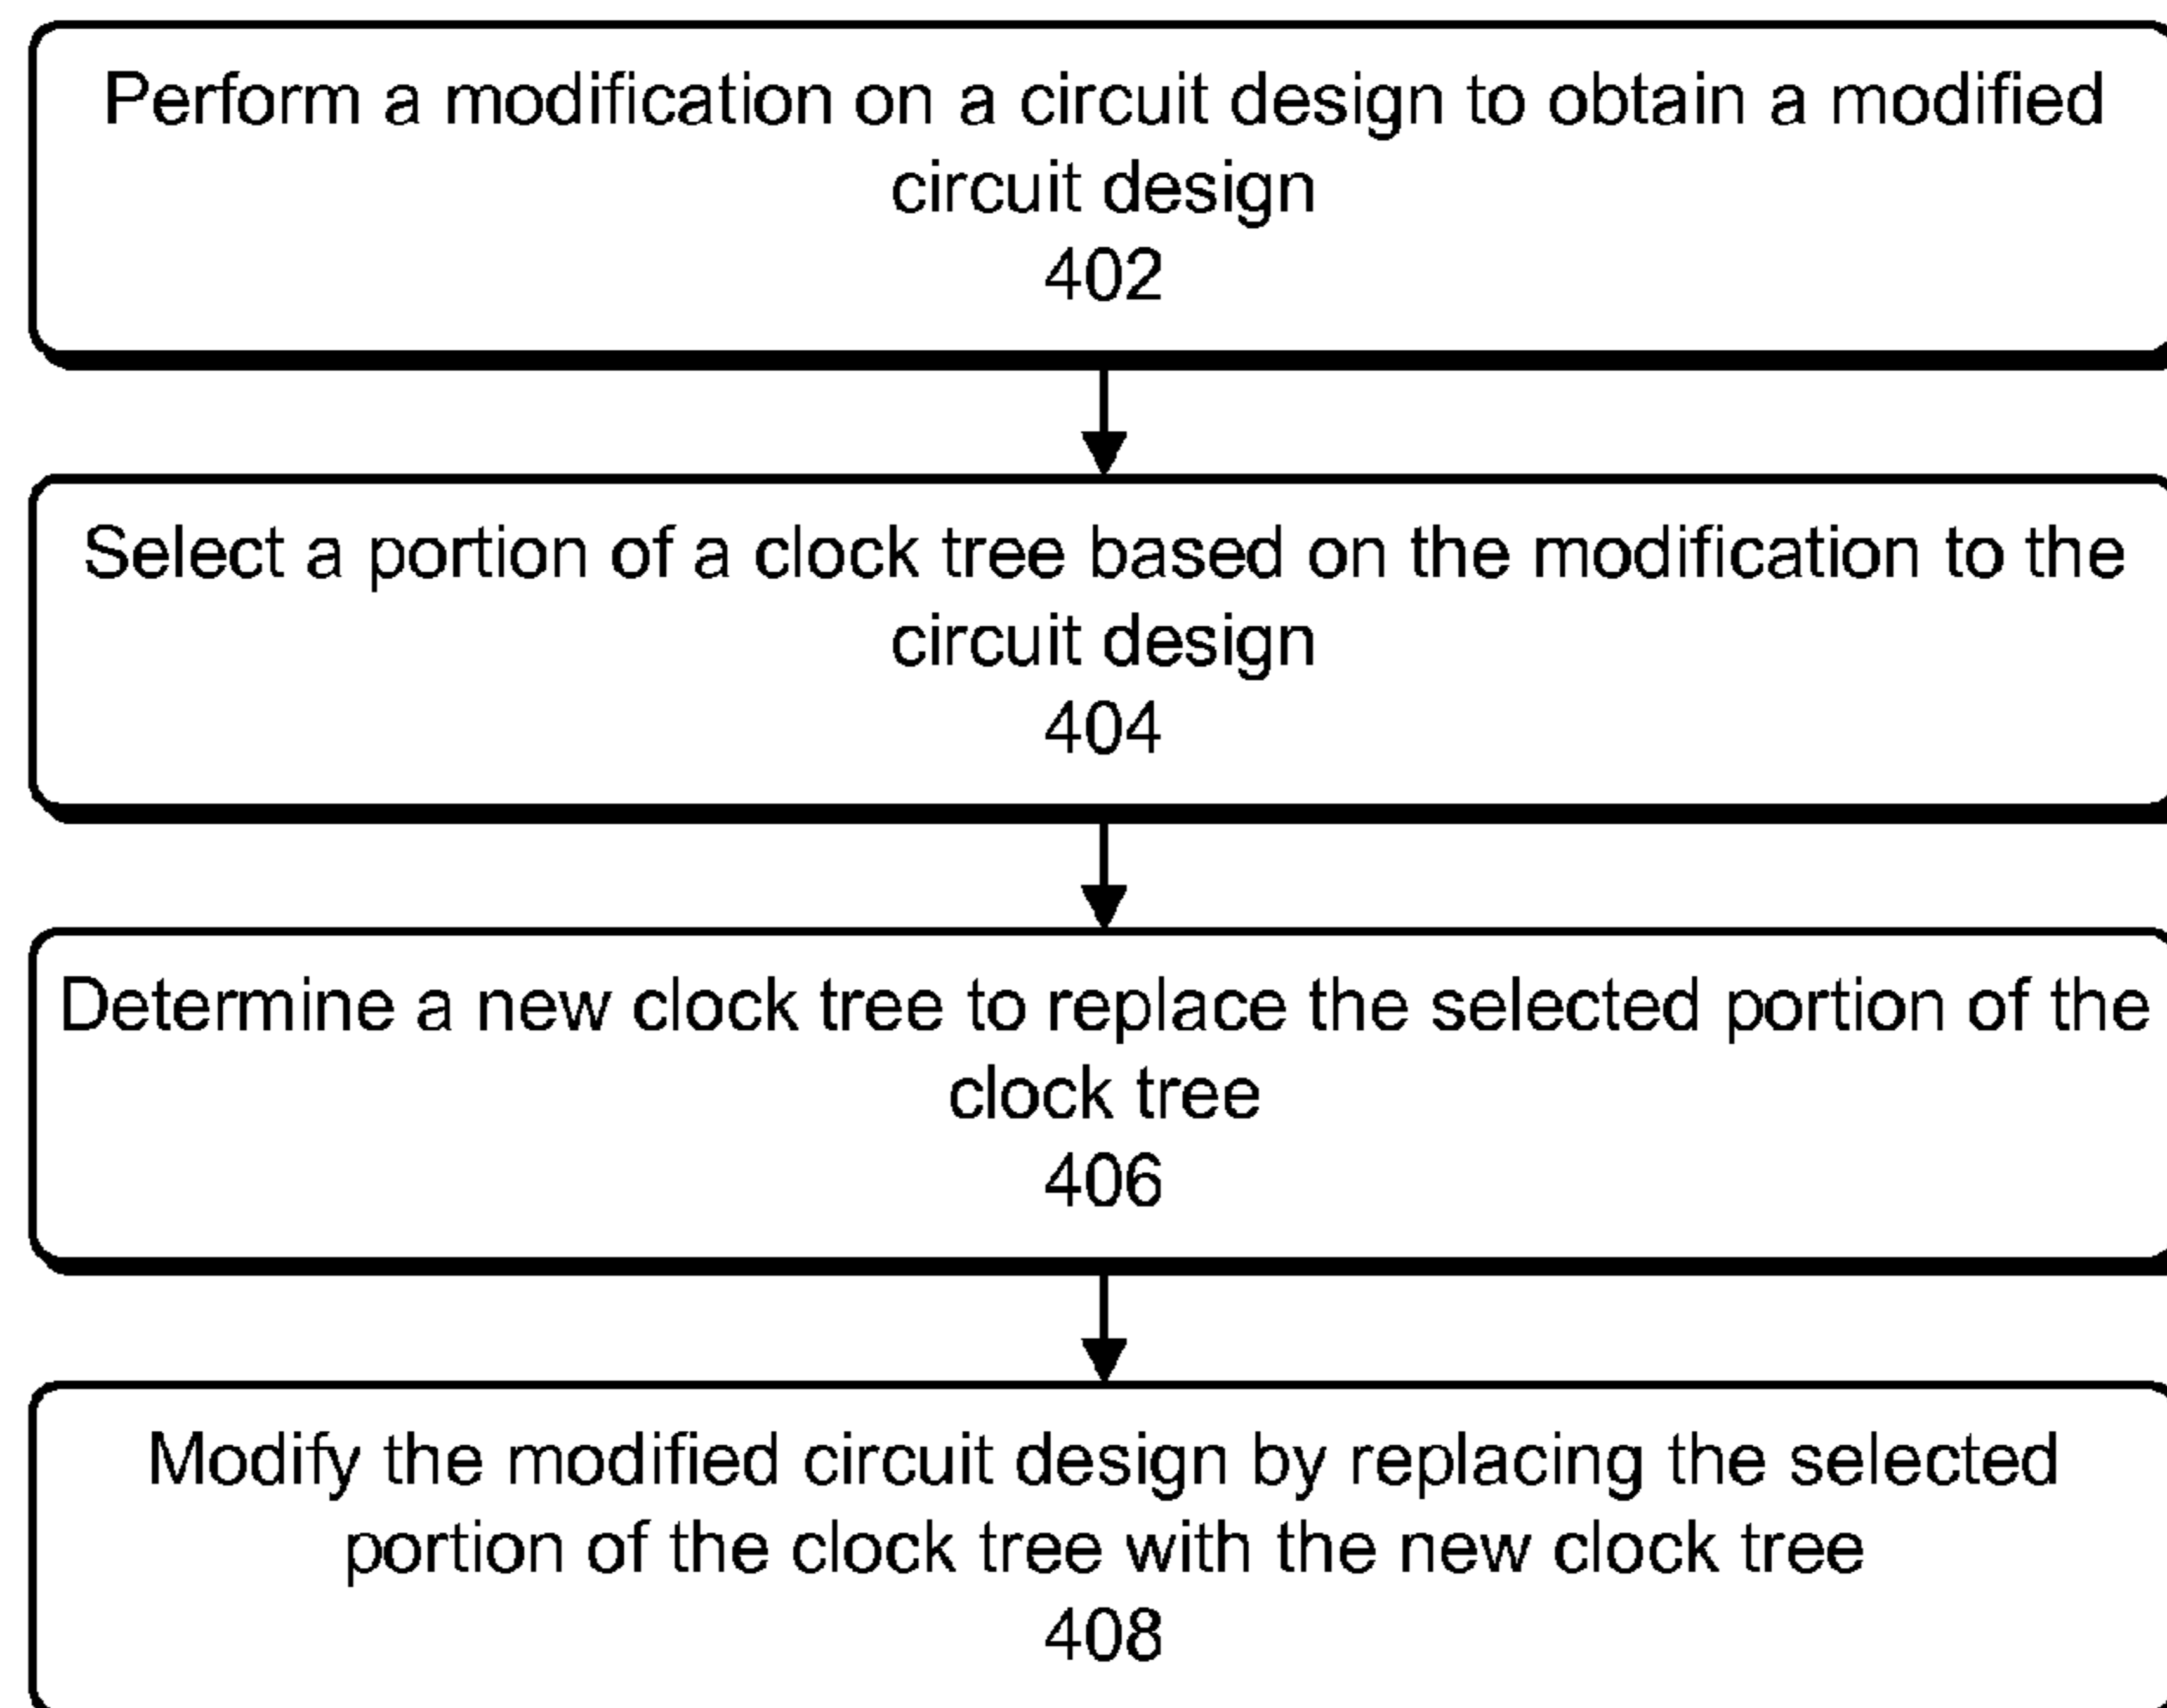 Perform a modification on a circuit design to obtain a modified
circuit design
402
Select a portion of a clock tree based on the modification to the
circuit design
404
Determine a new clock tree to replace the selected portion of the
clock tree
406
Modify the modified circuit design by replacing the selected
portion of the clock tree with the new clock tree
408